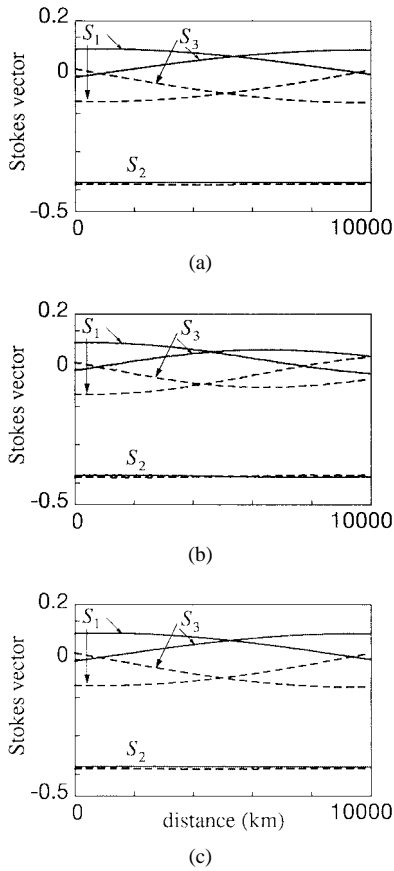 0.2
S1
S3
0
Stokes vector
S2
-0.5
0
10000
(a)
0.2
S1
S3
0
Stokes vector
S2
-0.5
0
10000
(b)
0.2
S1
S3
0
Stokes vector
S2
-0.5
0
distance (km)
10000
(c)